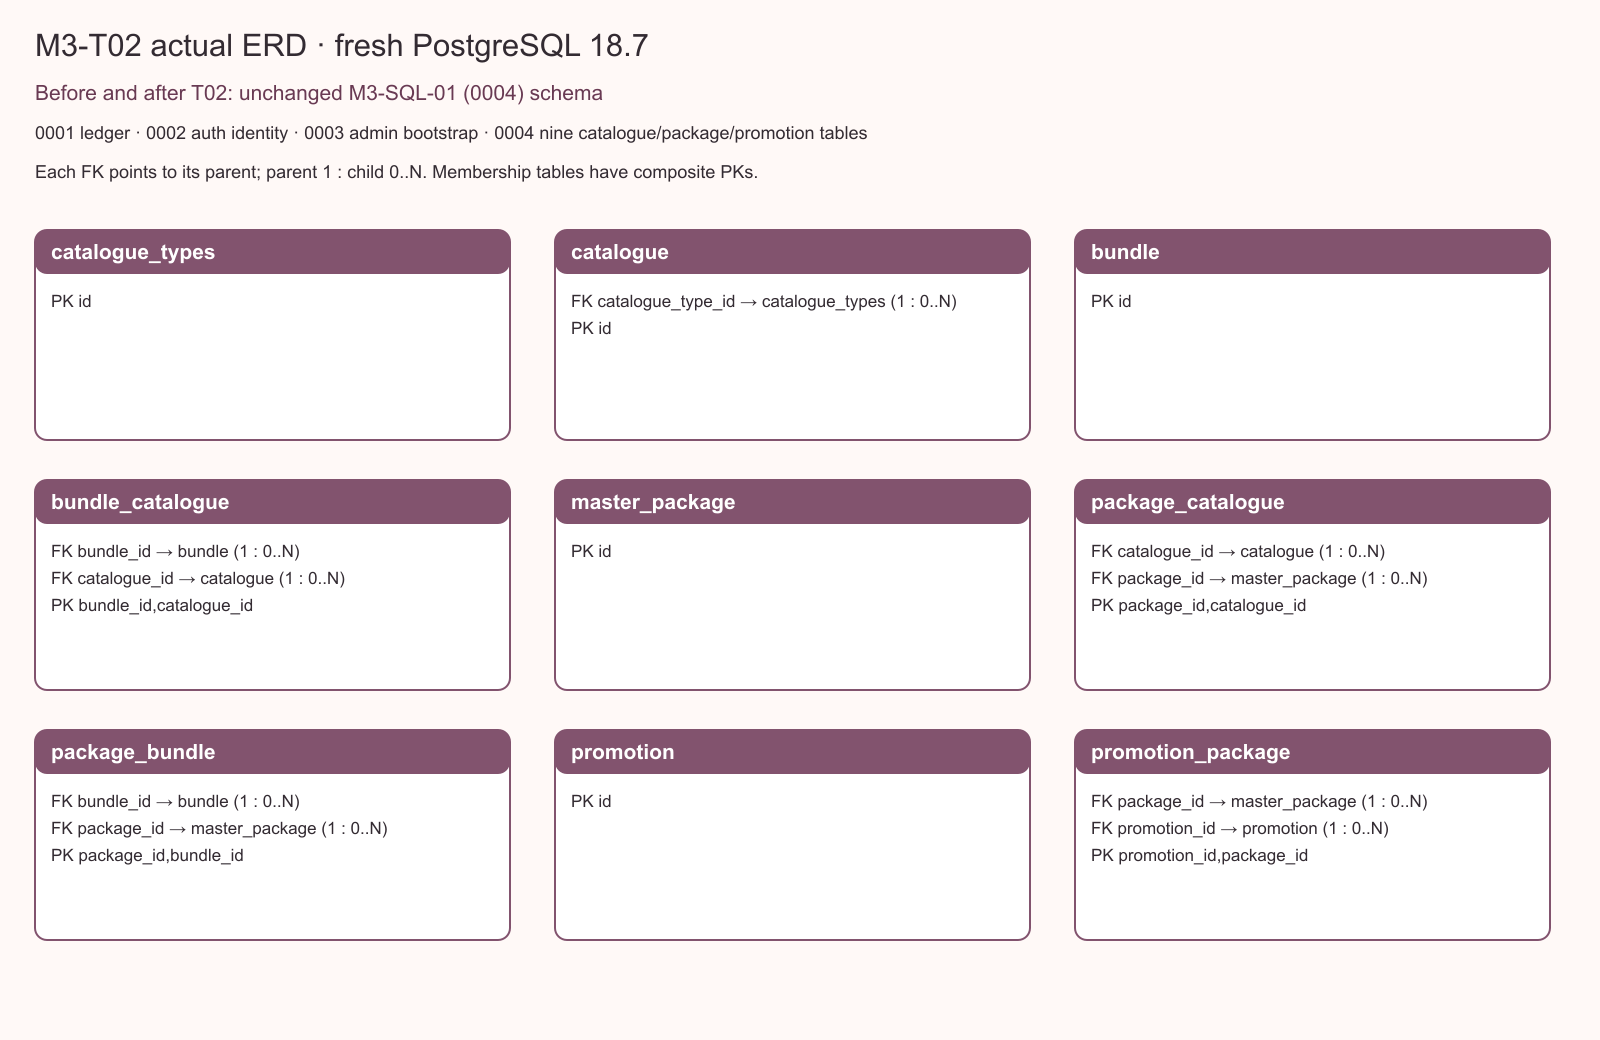 M3-T02 actual ERD · fresh PostgreSQL 18.7
Before and after T02: unchanged M3-SQL-01 (0004) schema
0001 ledger · 0002 auth identity · 0003 admin bootstrap · 0004 nine catalogue/package/promotion tables
Each FK points to its parent; parent 1 : child 0..N. Membership tables have composite PKs.
catalogue_types
PK id
catalogue
FK catalogue_type_id → catalogue_types (1 : 0..N)
PK id
bundle
PK id
bundle_catalogue
FK bundle_id → bundle (1 : 0..N)
FK catalogue_id → catalogue (1 : 0..N)
PK bundle_id,catalogue_id
master_package
PK id
package_catalogue
FK catalogue_id → catalogue (1 : 0..N)
FK package_id → master_package (1 : 0..N)
PK package_id,catalogue_id
package_bundle
FK bundle_id → bundle (1 : 0..N)
FK package_id → master_package (1 : 0..N)
PK package_id,bundle_id
promotion
PK id
promotion_package
FK package_id → master_package (1 : 0..N)
FK promotion_id → promotion (1 : 0..N)
PK promotion_id,package_id